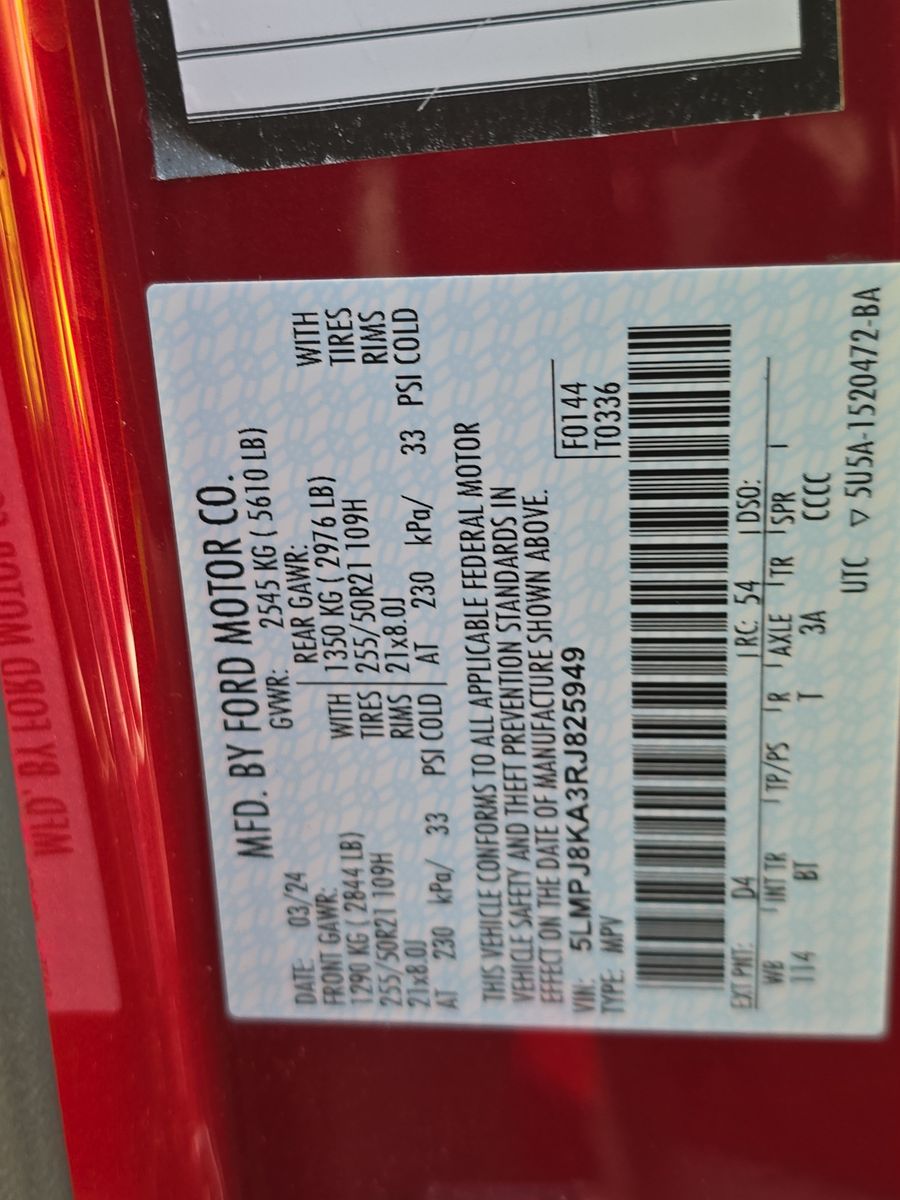 MFD. BY FORD MOTOR CO.
DATE: 03/24 GVWR: 2545 KG ( 5610 LB)
FRONT GAWR: REAR GAWR:
1290 KG ( 2844 LB) WITH 1350 KG ( 2976 LB) WITH
255/50R21 109H TIRES 255/50R21 109H TIRES
21x8.0J RIMS 21x8.0J RIMS
AT 230 kPa/ 33 PSI COLD AT 230 kPa/ 33 PSI COLD
THIS VEHICLE CONFORMS TO ALL APPLICABLE FEDERAL MOTOR
VEHICLE SAFETY AND THEFT PREVENTION STANDARDS IN
EFFECT ON THE DATE OF MANUFACTURE SHOWN ABOVE.
VIN: 5LMPJ8KA3RJ825949 F0144
TYPE: MPV T0336
EXT PNT: D4 RC: 54 DSO:
WB INT TR TP/PS R AXLE TR SPR
114 BT T 3A CCCC
UTC ▽ 5U5A-1520472-BA